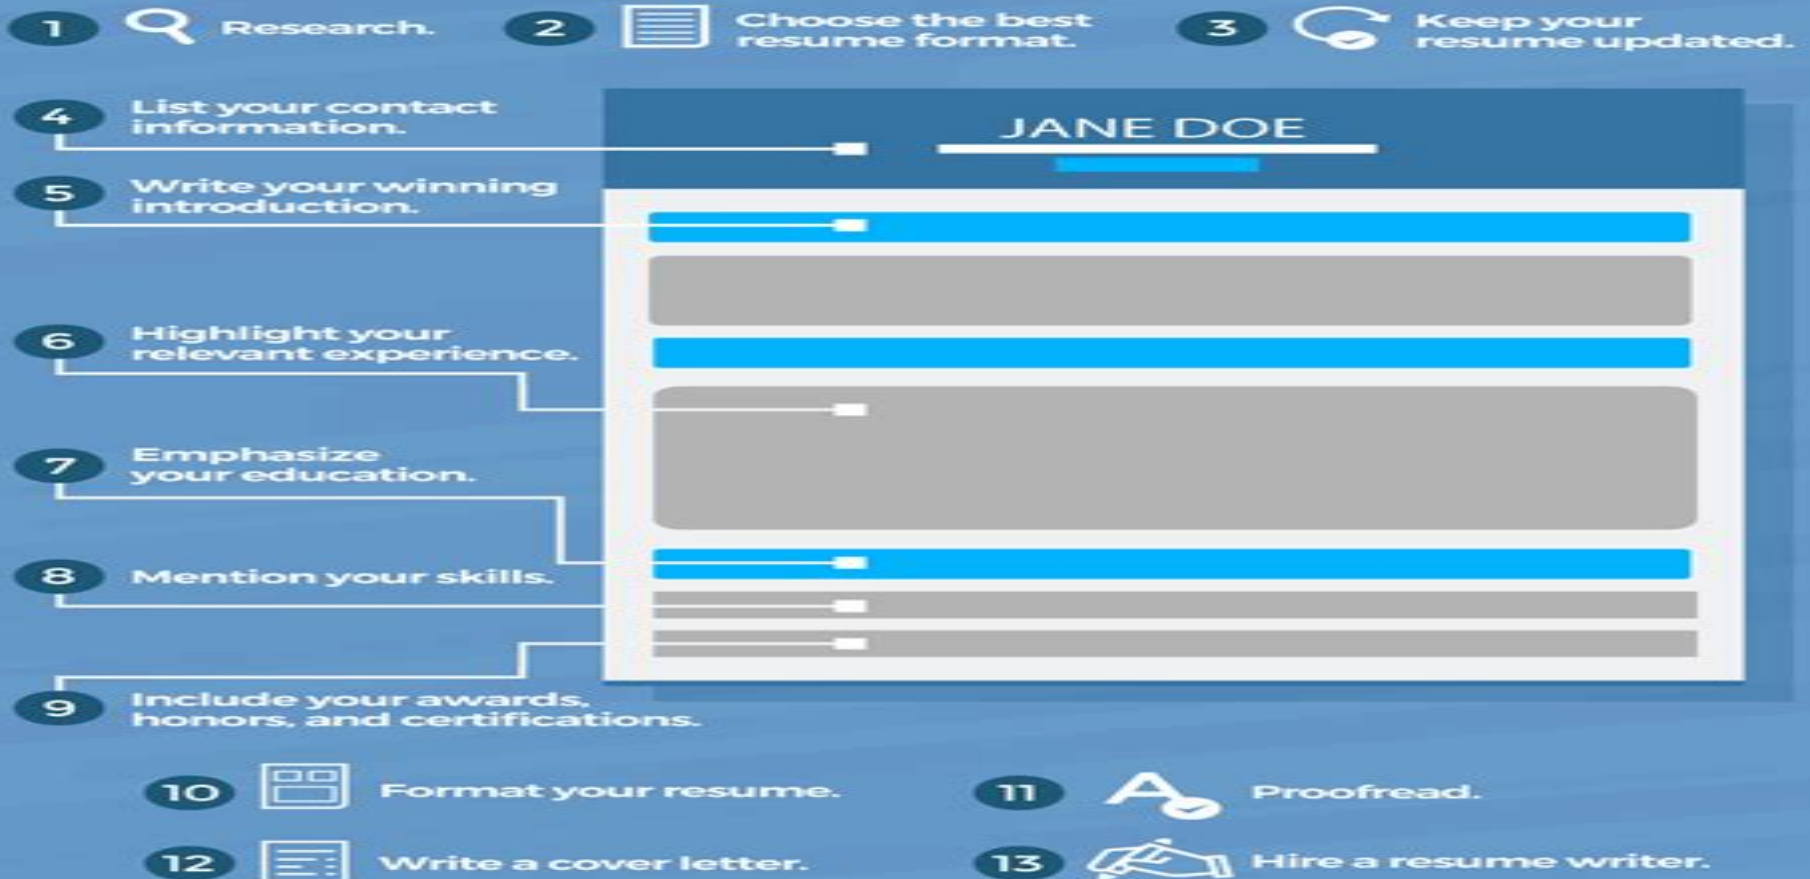 1 Research.
2 Choose the best
resume format.
3 Keep your
resume updated.
4 List your contact
information.
JANE DOE
5 Write your winning
introduction.
6 Highlight your
relevant experience.
7 Emphasize
your education.
8 Mention your skills.
9 Include your awards,
honors, and certifications.
10 Format your resume.
11 Proofread.
12 Write a cover letter.
13 Hire a resume writer.